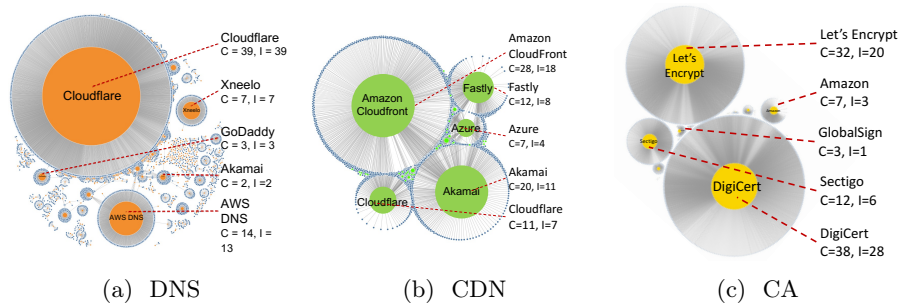 Cloudflare
C = 39, I = 39
Cloudflare
Xneelo
C = 7, I = 7
Xneelo
GoDaddy
C = 3, I = 3
Akamai
C = 2, I =2
AWS
DNS
C = 14, I =
13
AWS DNS
(a) DNS
Amazon
CloudFront
C=28, I=18
Amazon
Cloudfront
Fastly
Fastly
C=12, I=8
Azure
Azure
C=7, I=4
Akamai
C=20, I=11
Akamai
Cloudflare
Cloudflare
C=11, I=7
(b) CDN
Let's Encrypt
C=32, I=20
Let's
Encrypt
Amazon
C=7, I=3
GlobalSign
C=3, I=1
Sectigo
Sectigo
C=12, I=6
DigiCert
DigiCert
C=38, I=28
(c) CA